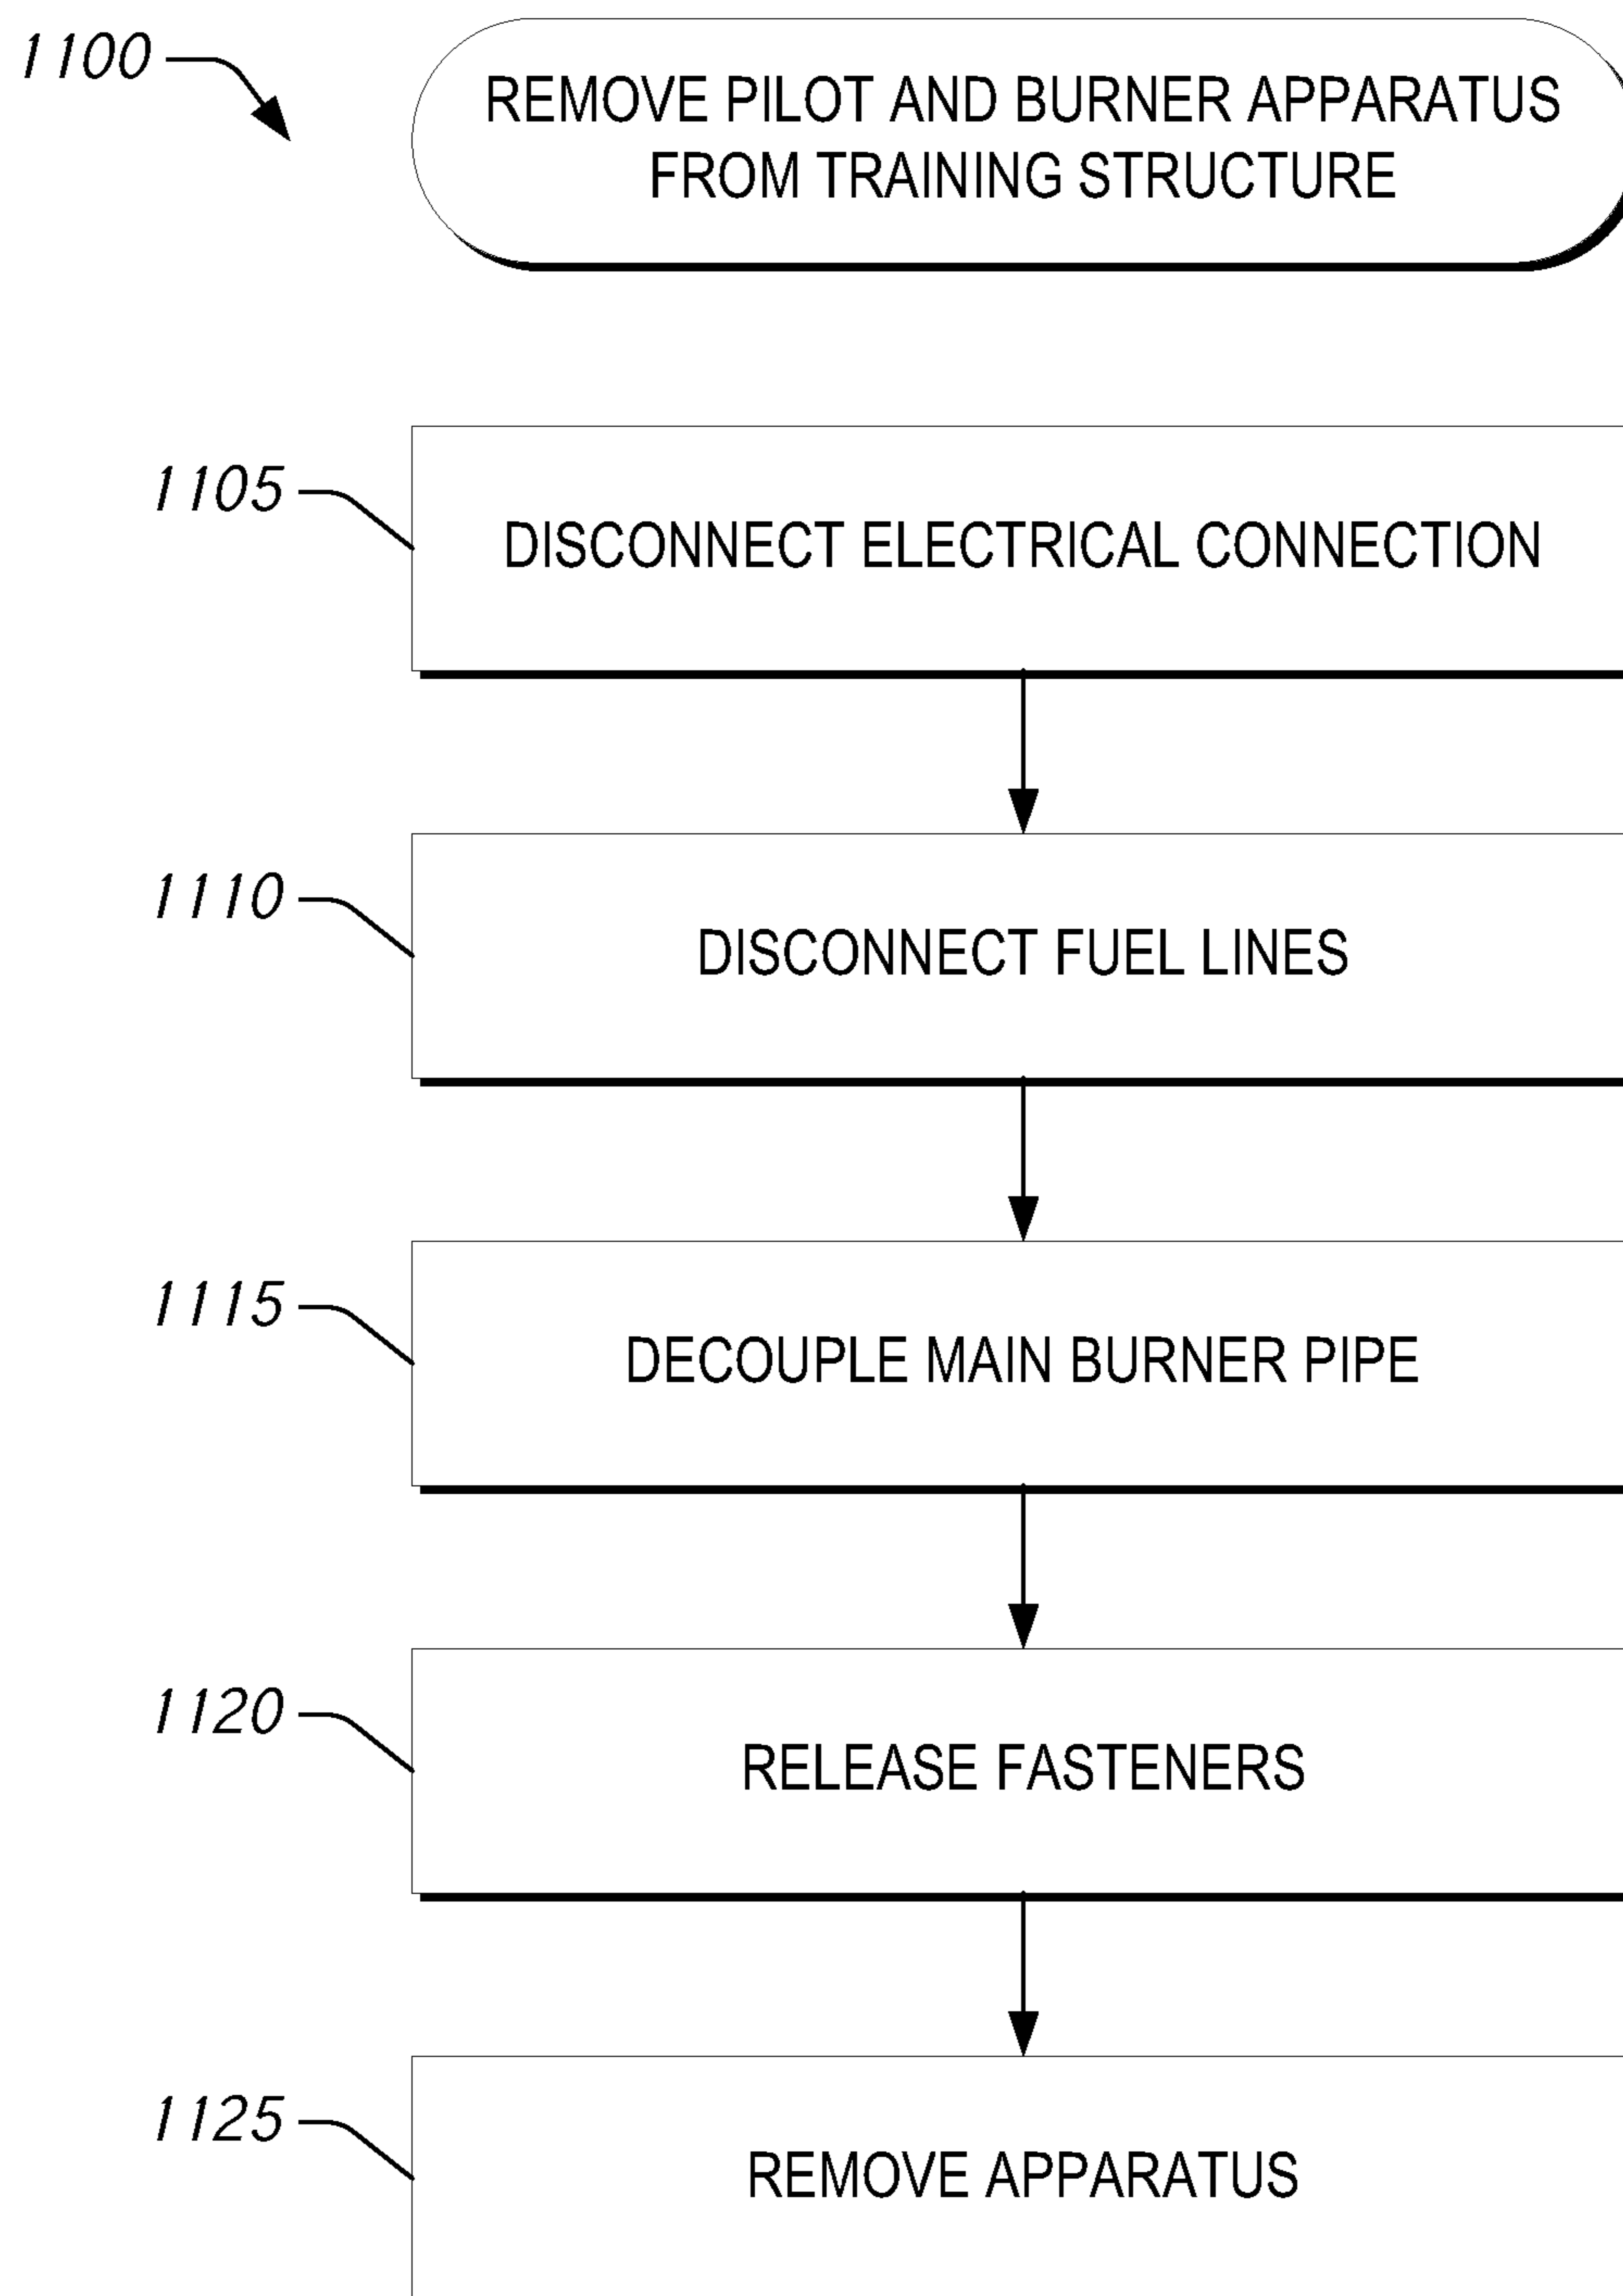 1100
REMOVE PILOT AND BURNER APPARATUS
FROM TRAINING STRUCTURE
1105
DISCONNECT ELECTRICAL CONNECTION
1110
DISCONNECT FUEL LINES
1115
DECOUPLE MAIN BURNER PIPE
1120
RELEASE FASTENERS
1125
REMOVE APPARATUS